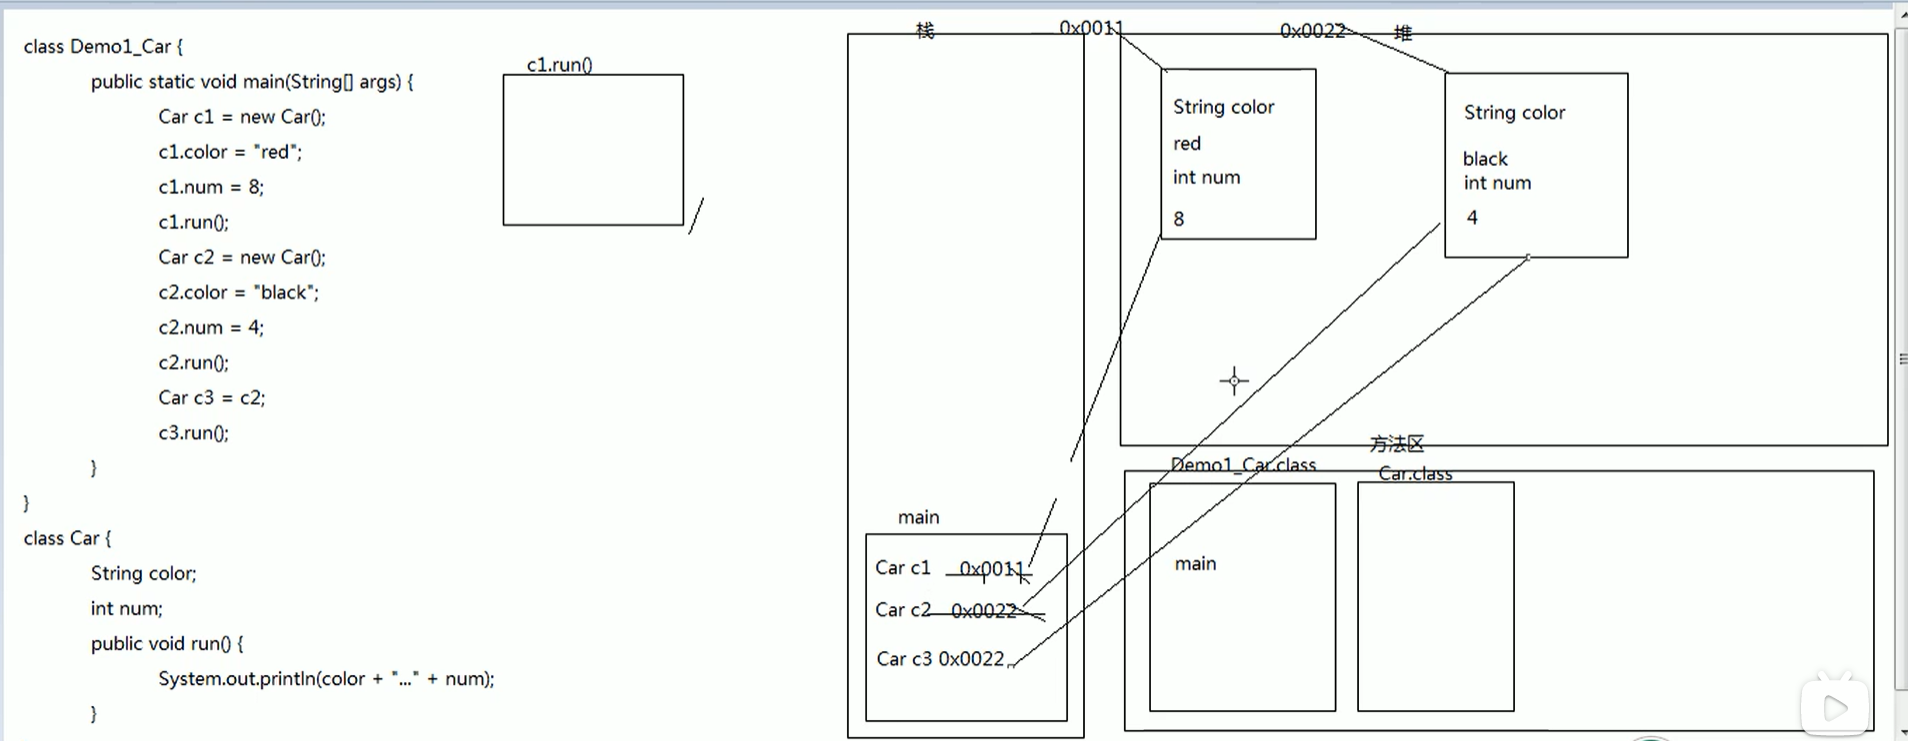 class Demo1_Car {
public static void main(String[] args) {
Car c1 = new Car();
c1.color = "red";
c1.num = 8;
c1.run();
Car c2 = new Car();
c2.color = "black";
c2.num = 4;
c2.run();
Car c3 = c2;
c3.run();
}
}
class Car {
String color;
int num;
public void run() {
System.out.println(color + "..." + num);
}
c1.run()
栈
main
Car c1 0x0011
Car c2 0x0022
Car c3 0x0022
0x0011
0x0022
堆
String color
red
int num
8
String color
black
int num
4
方法区
Demo1_Car.class
main
Car.class